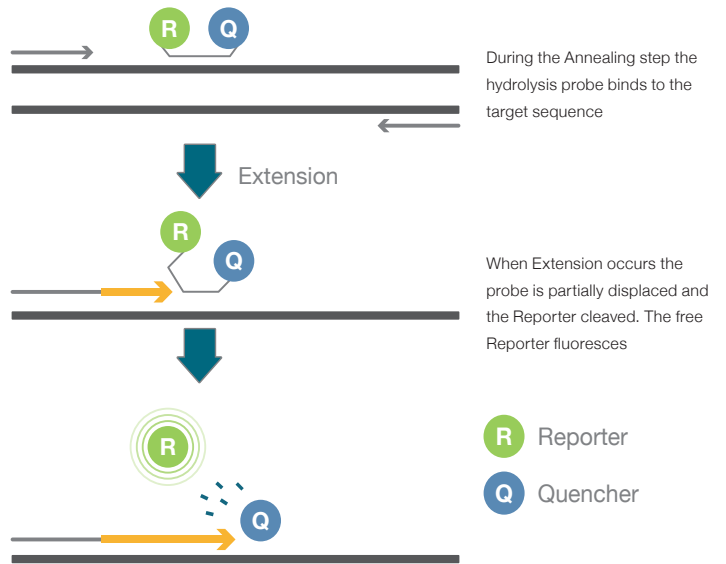 R Q
During the Annealing step the
hydrolysis probe binds to the
target sequence
Extension
R
Q
When Extension occurs the
probe is partially displaced and
the Reporter cleaved. The free
Reporter fluoresces
R
R Reporter
Q Quencher
Q